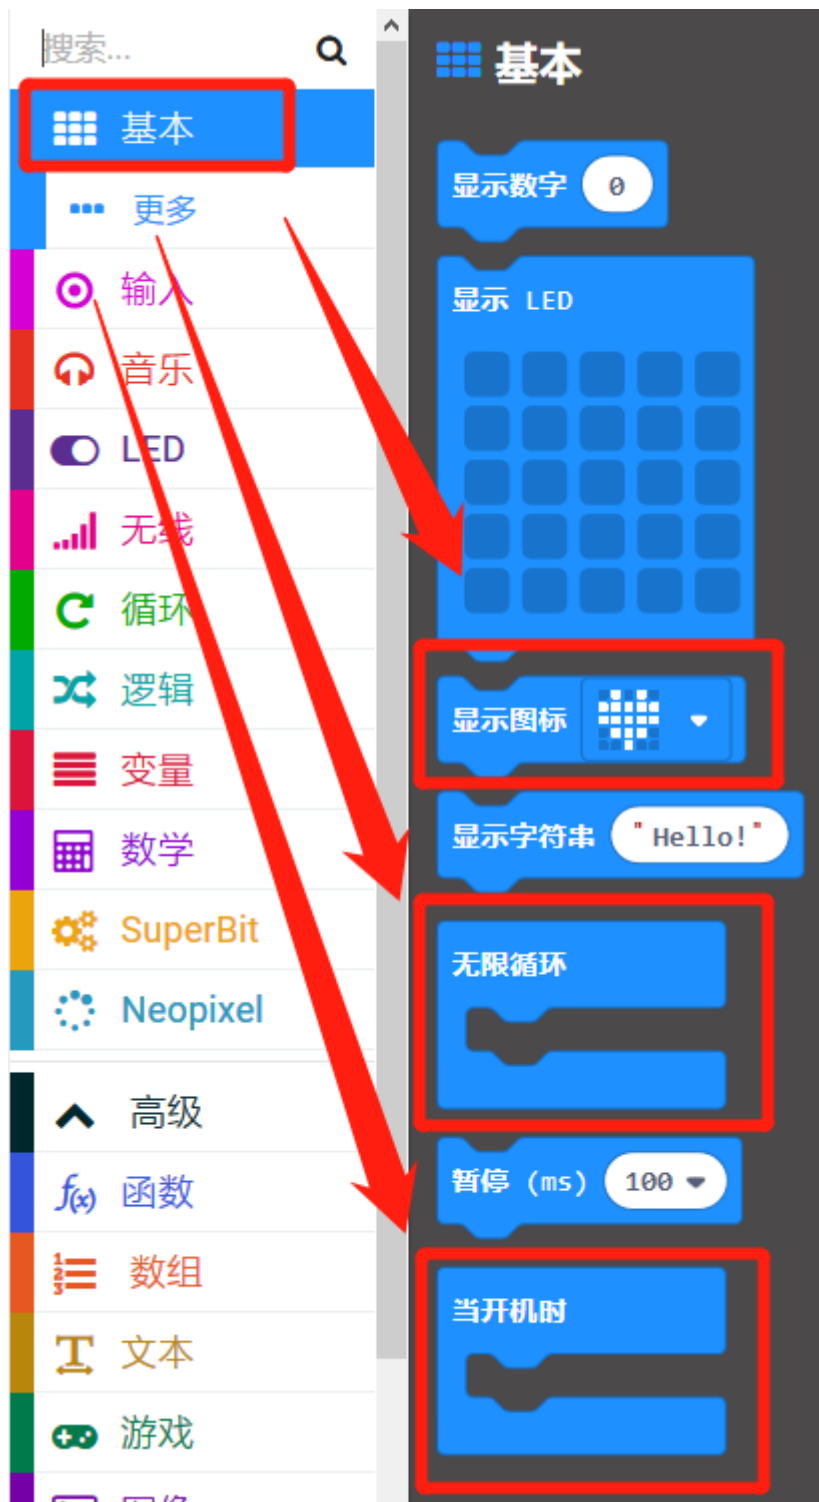 搜索...
基本
更多
输入
音乐
LED
无线
循环
逻辑
变量
数学
SuperBit
Neopixel
高级
f(x) 函数
数组
文本
游戏
基本
显示数字 0
显示 LED
显示图标
显示字符串 "Hello!"
无限循环
暂停 (ms) 100
当开机时